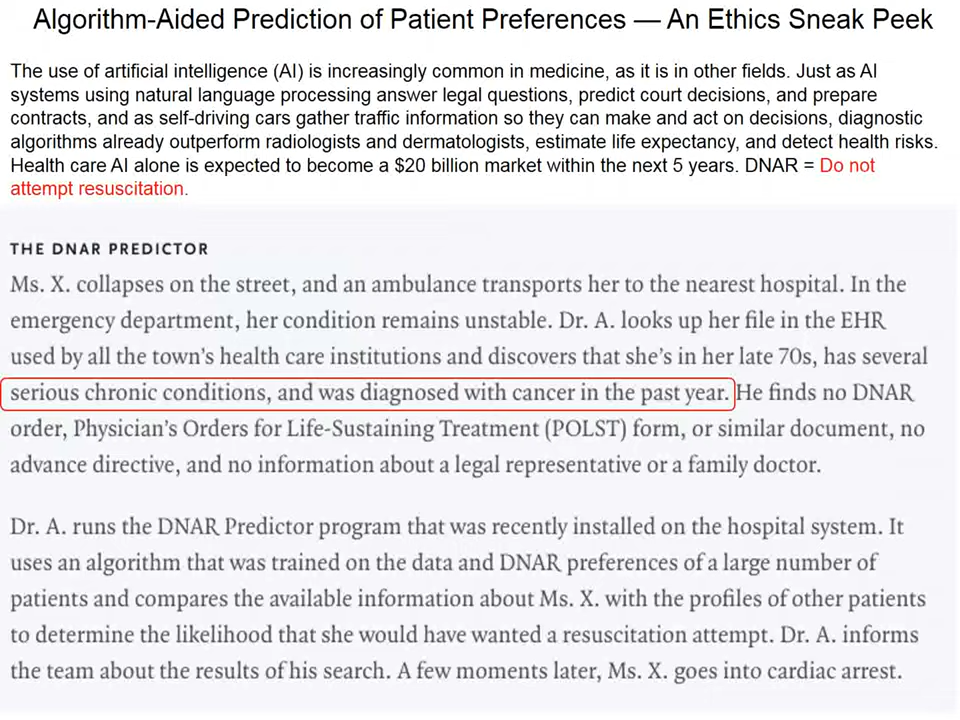 Algorithm-Aided Prediction of Patient Preferences — An Ethics Sneak Peek
The use of artificial intelligence (AI) is increasingly common in medicine, as it is in other fields. Just as AI
systems using natural language processing answer legal questions, predict court decisions, and prepare
contracts, and as self-driving cars gather traffic information so they can make and act on decisions, diagnostic
algorithms already outperform radiologists and dermatologists, estimate life expectancy, and detect health risks.
Health care AI alone is expected to become a $20 billion market within the next 5 years. DNAR = Do not
attempt resuscitation.
THE DNAR PREDICTOR
Ms. X. collapses on the street, and an ambulance transports her to the nearest hospital. In the
emergency department, her condition remains unstable. Dr. A. looks up her file in the EHR
used by all the town's health care institutions and discovers that she's in her late 70s, has several
serious chronic conditions, and was diagnosed with cancer in the past year. He finds no DNAR
order, Physician's Orders for Life-Sustaining Treatment (POLST) form, or similar document, no
advance directive, and no information about a legal representative or a family doctor.
Dr. A. runs the DNAR Predictor program that was recently installed on the hospital system. It
uses an algorithm that was trained on the data and DNAR preferences of a large number of
patients and compares the available information about Ms. X. with the profiles of other patients
to determine the likelihood that she would have wanted a resuscitation attempt. Dr. A. informs
the team about the results of his search. A few moments later, Ms. X. goes into cardiac arrest.